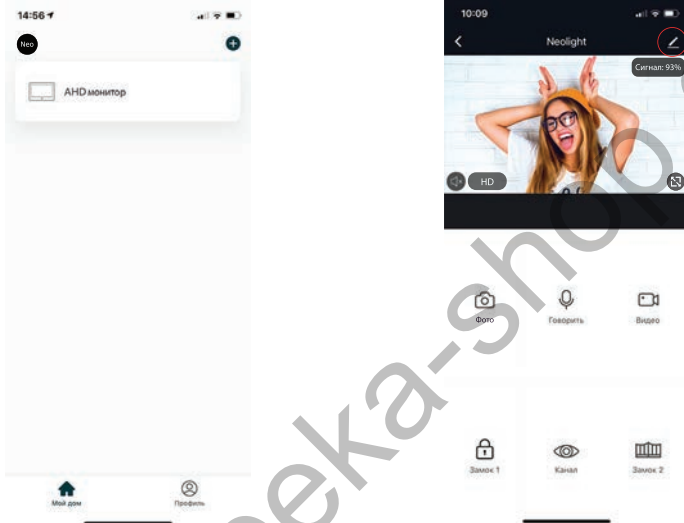 14:56
Neo
AHD монитор
Мой дом
Профиль
10:09
Neolight
Сигнал: 93%
HD
Фото
Говорить
Видео
Замок 1
Канал
Замок 2
eka-shop